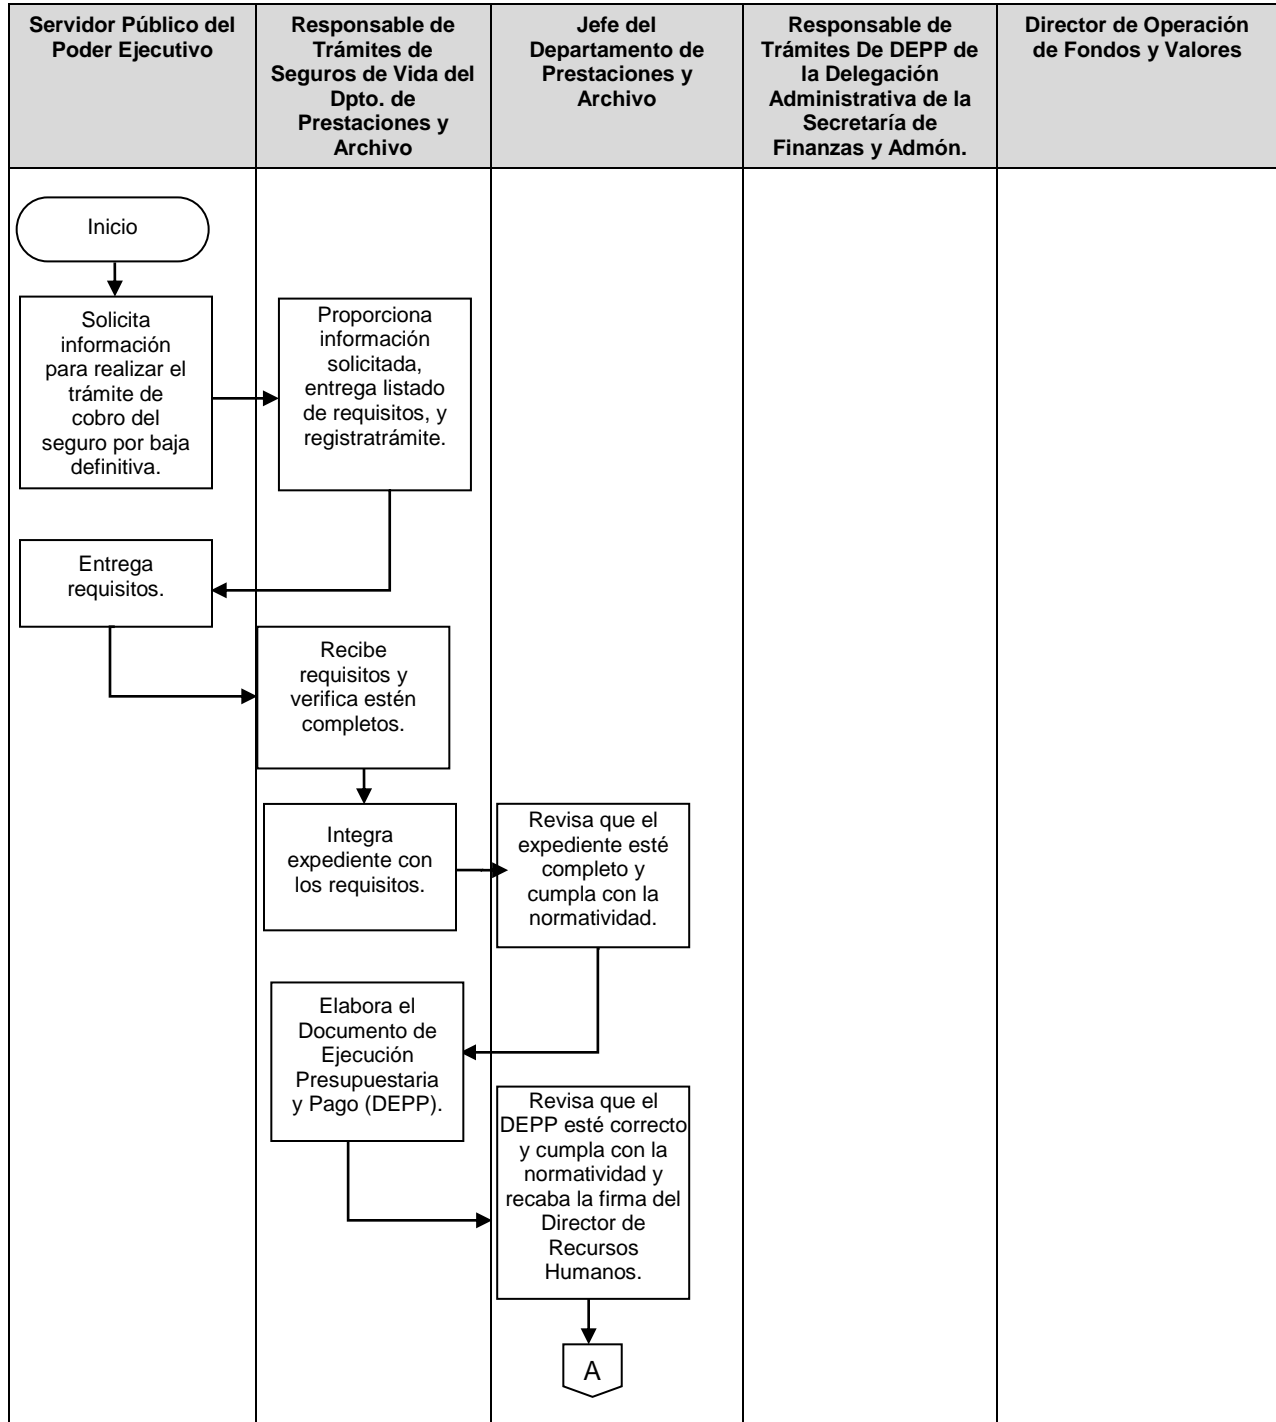 Servidor Público del
Poder Ejecutivo
Responsable de
Trámites de
Seguros de Vida del
Dpto. de
Prestaciones y
Archivo
Jefe del
Departamento de
Prestaciones y
Archivo
Responsable de
Trámites De DEPP de
la Delegación
Administrativa de la
Secretaría de
Finanzas y Admón.
Director de Operación
de Fondos y Valores
Inicio
Solicita
información
para realizar el
trámite de
cobro del
seguro por baja
definitiva.
Proporciona
información
solicitada,
entrega listado
de requisitos, y
registratrámite.
Entrega
requisitos.
Recibe
requisitos y
verifica estén
completos.
Integra
expediente con
los requisitos.
Revisa que el
expediente esté
completo y
cumpla con la
normatividad.
Elabora el
Documento de
Ejecución
Presupuestaria
y Pago (DEPP).
Revisa que el
DEPP esté correcto
y cumpla con la
normatividad y
recaba la firma del
Director de
Recursos
Humanos.
A